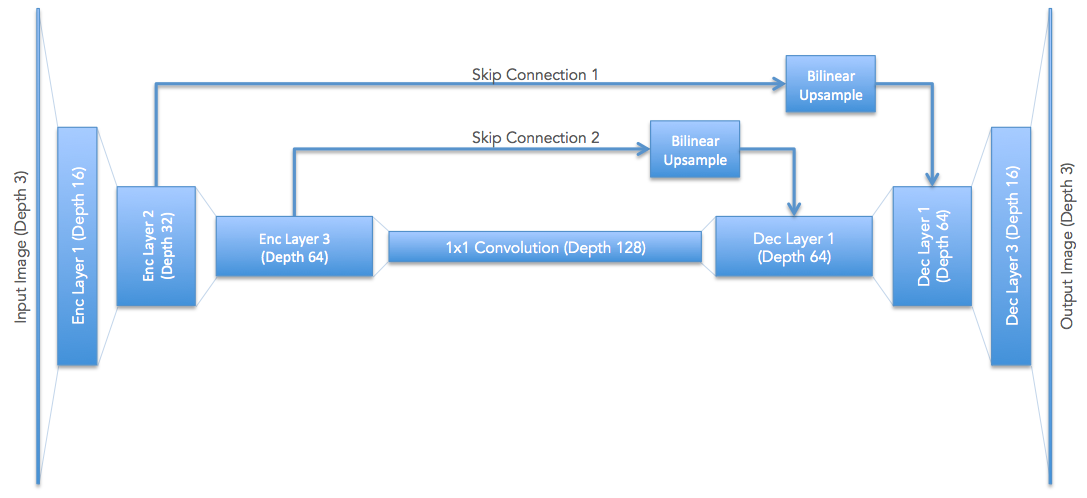 Input Image (Depth 3)
Enc Layer 1 (Depth 16)
Enc Layer 2
(Depth 32)
Skip Connection 1
Bilinear
Upsample
Skip Connection 2
Bilinear
Upsample
Enc Layer 3
(Depth 64)
1x1 Convolution (Depth 128)
Dec Layer 1
(Depth 64)
Dec Layer 1
(Depth 64)
Dec Layer 3 (Depth 16)
Output Image (Depth 3)